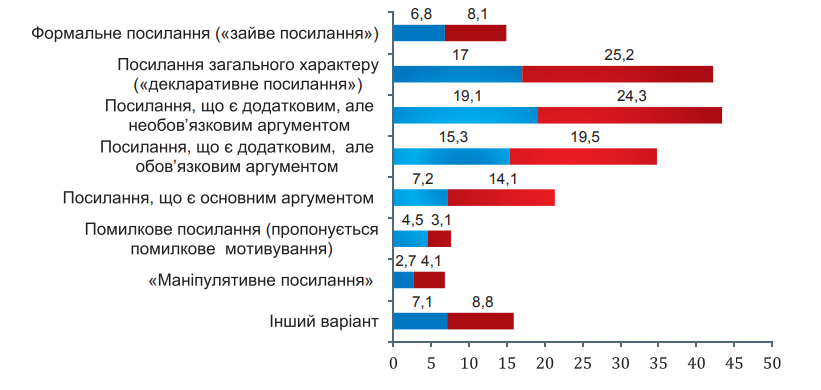 6,8 8,1
Формальне посилання («зайве посилання»)
17 25,2
Посилання загального характеру
(«декларативне посилання»)
19,1 24,3
Посилання, що є додатковим, але
необов’язковим аргументом
15,3 19,5
Посилання, що є додатковим, але
обов’язковим аргументом
7,2 14,1
Посилання, що є основним аргументом
4,5 3,1
Помилкове посилання (пропонується
помилкове мотивування)
2,7 4,1
«Маніпулятивне посилання»
7,1 8,8
Інший варіант
0 5 10 15 20 25 30 35 40 45 50